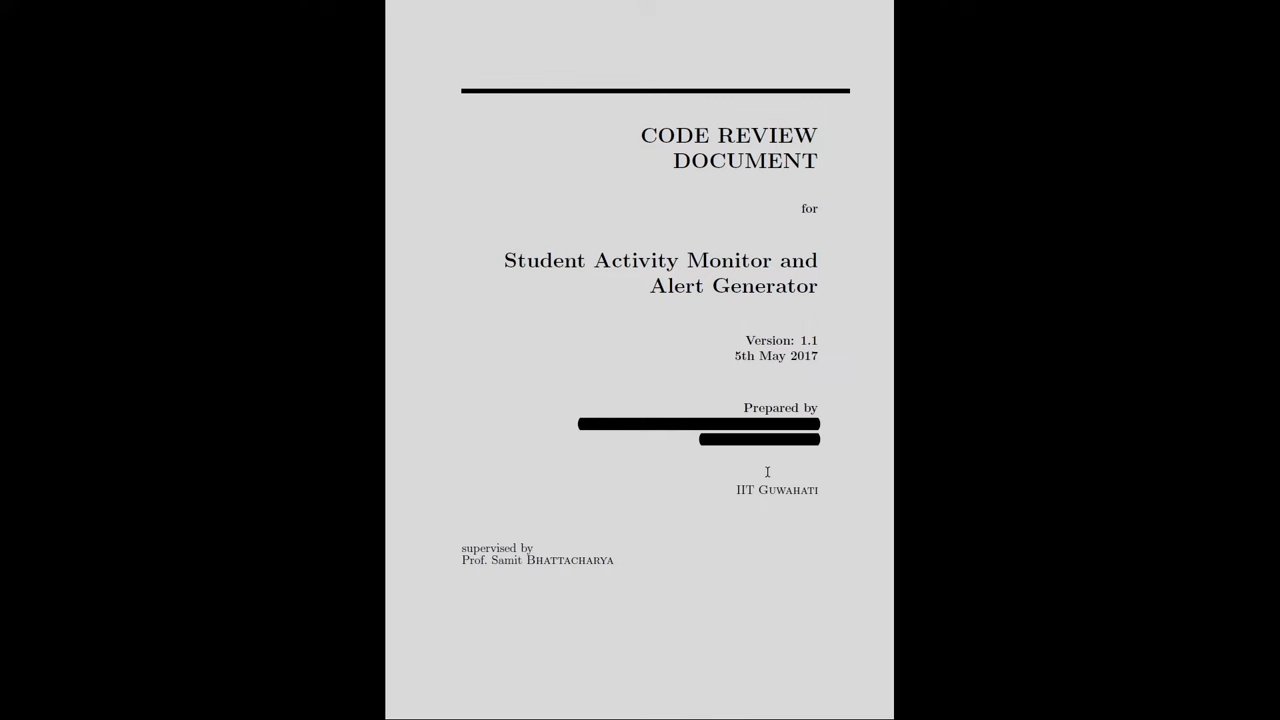 CODE REVIEW
DOCUMENT
for
Student Activity Monitor and
Alert Generator
Version: 1.1
5th May 2017
Prepared by
IIT GUWAHATI
supervised by
Prof. Samit BHATTACHARYA